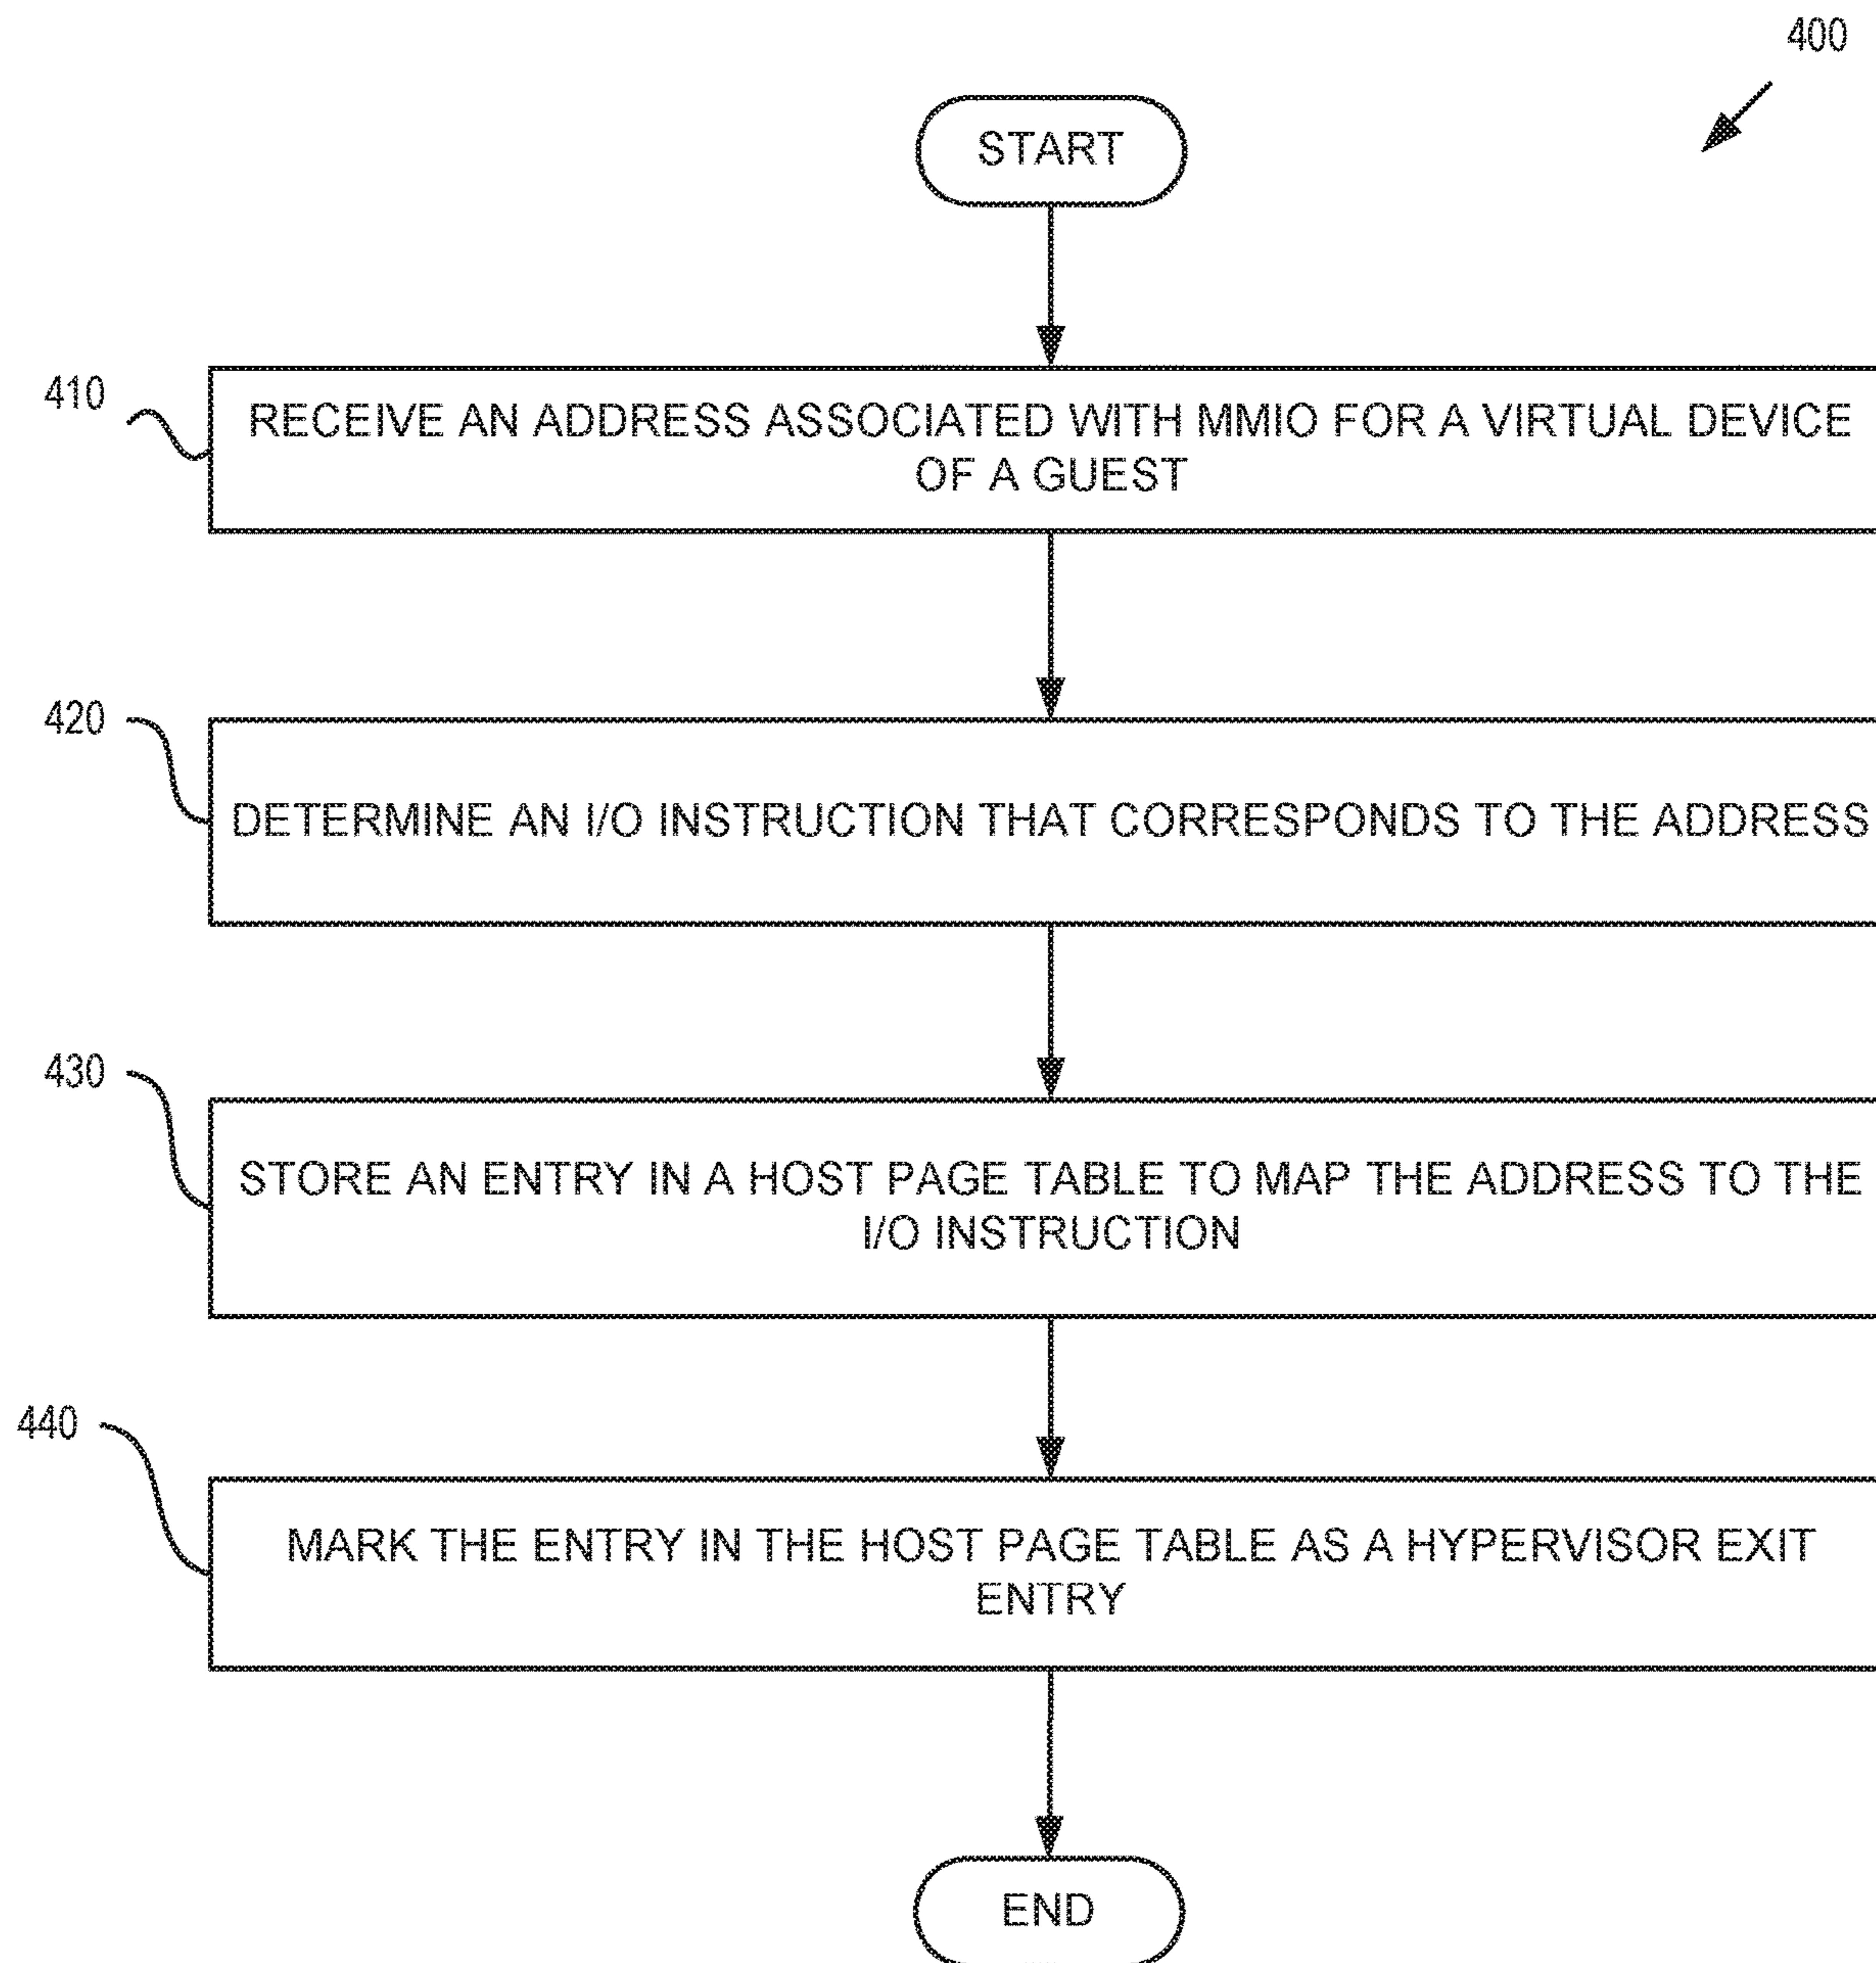 400
START
410
RECEIVE AN ADDRESS ASSOCIATED WITH MMIO FOR A VIRTUAL DEVICE
OF A GUEST
420
DETERMINE AN I/O INSTRUCTION THAT CORRESPONDS TO THE ADDRESS
430
STORE AN ENTRY IN A HOST PAGE TABLE TO MAP THE ADDRESS TO THE
I/O INSTRUCTION
440
MARK THE ENTRY IN THE HOST PAGE TABLE AS A HYPERVISOR EXIT
ENTRY
END